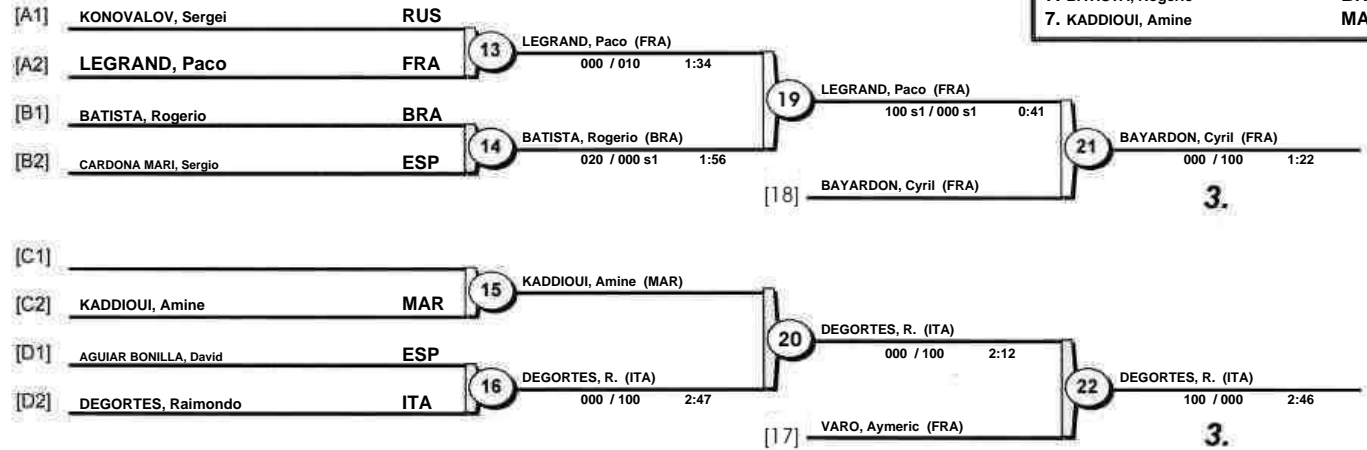 7. KADDIOUI, Amine MA
[A1] KONOVALOV, Sergei RUS
13 LEGRAND, Paco (FRA)
000 / 010 1:34
[A2] LEGRAND, Paco FRA
19 LEGRAND, Paco (FRA)
100 s1 / 000 s1 0:41
[B1] BATISTA, Rogerio BRA
14 BATISTA, Rogerio (BRA)
020 / 000 s1 1:56
[B2] CARDONA MARI, Sergio ESP
21 BAYARDON, Cyril (FRA)
000 / 100 1:22
[18] BAYARDON, Cyril (FRA)
3.
[C1]
15 KADDIOUI, Amine (MAR)
[C2] KADDIOUI, Amine MAR
20 DEGORTES, R. (ITA)
000 / 100 2:12
[D1] AGUIAR BONILLA, David ESP
16 DEGORTES, R. (ITA)
000 / 100 2:47
[D2] DEGORTES, Raimondo ITA
22 DEGORTES, R. (ITA)
100 / 000 2:46
[17] VARO, Aymeric (FRA)
3.